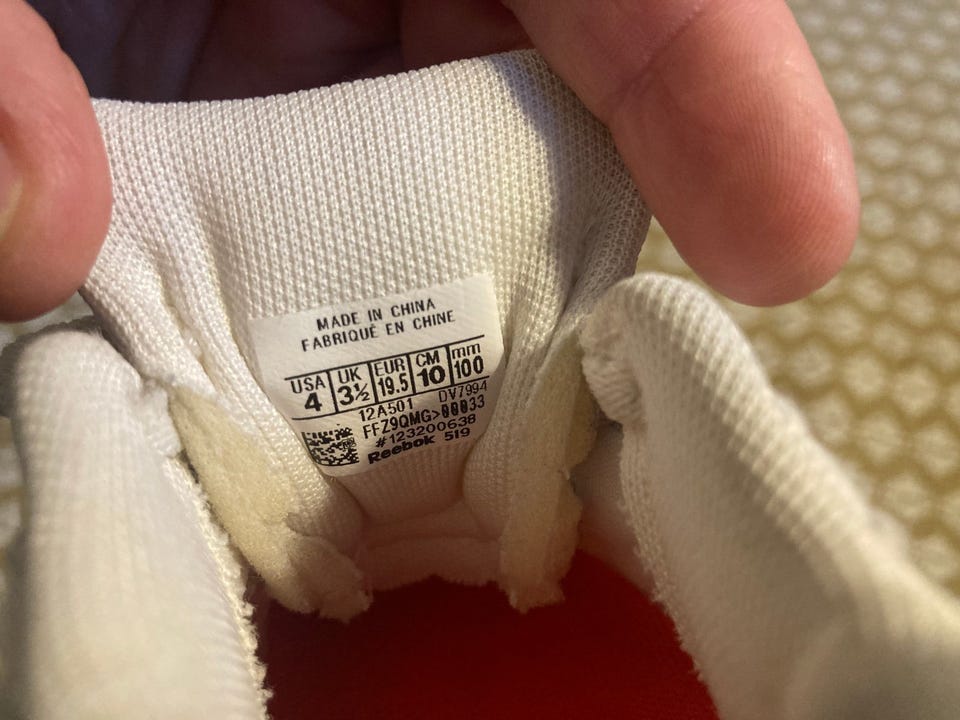 MADE IN CHINA
FABRIQUÉ EN CHINE
USA UK EUR CM mm
4 3½ 19.5 10 100
12A501 DV7994
FFZ9QMG>00033
#123200638
Reebok 519